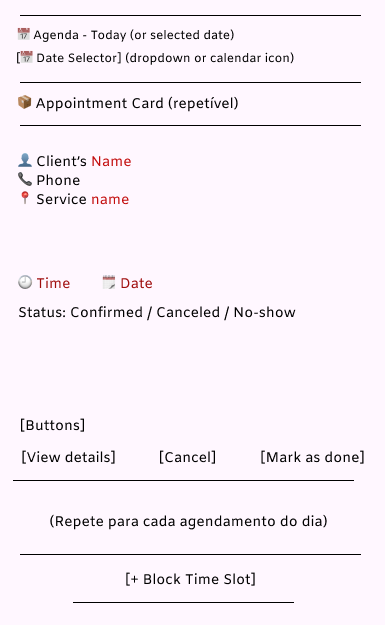 Agenda - Today (or selected date)
[📅 Date Selector] (dropdown or calendar icon)
Appointment Card (repetível)
Client's Name
Phone
Service name
Time Date
Status: Confirmed / Canceled / No-show
[Buttons]
[View details] [Cancel] [Mark as done]
(Repete para cada agendamento do dia)
[+ Block Time Slot]